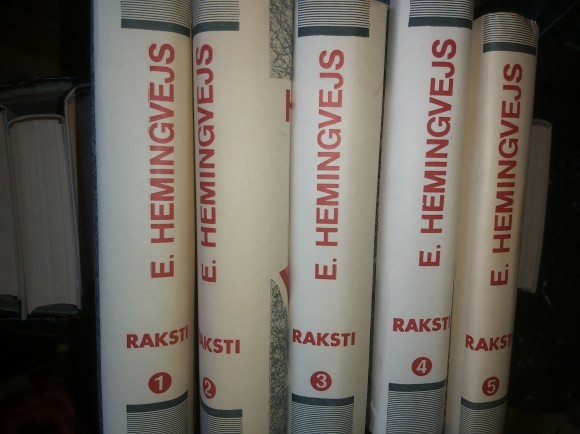 E. HEMINGVEJS
RAKSTI
1
E. HEMINGVEJS
RAKSTI
2
E. HEMINGVEJS
RAKSTI
3
E. HEMINGVEJS
RAKSTI
4
E. HEMINGVEJS
RAKSTI
5